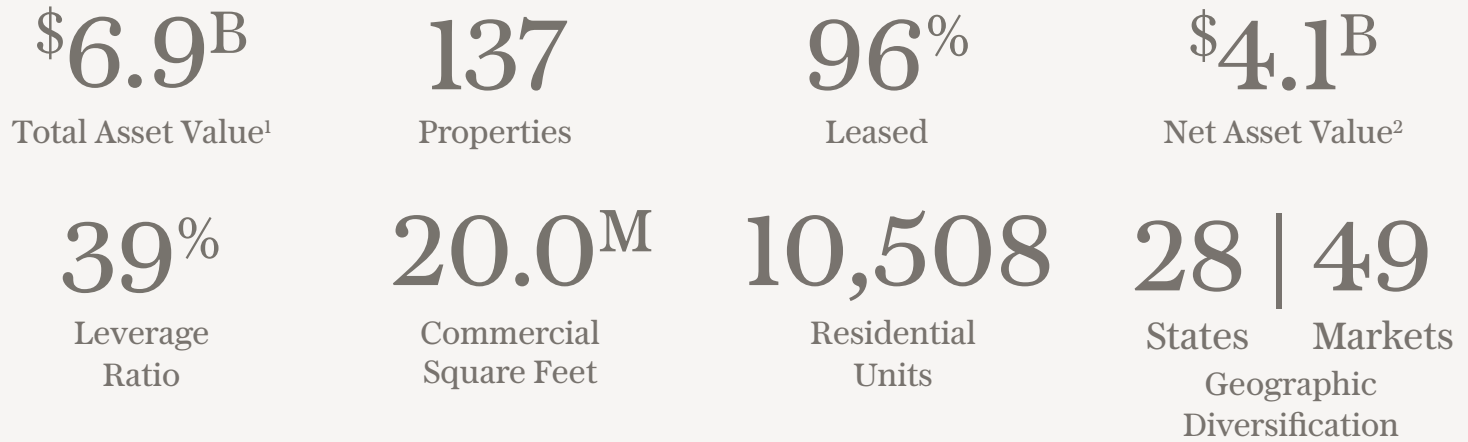 $6.9B
Total Asset Value¹
137
Properties
96%
Leased
$4.1B
Net Asset Value²
39%
Leverage
Ratio
20.0M
Commercial
Square Feet
10,508
Residential
Units
28 | 49
States Markets
Geographic
Diversification